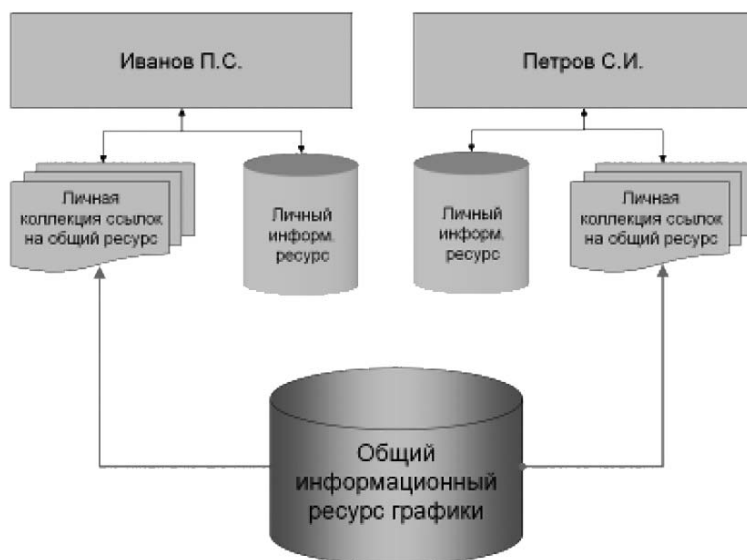 Иванов П.С.
Петров С.И.
Личная
коллекция ссылок
на общий ресурс
Личный
информ.
ресурс
Личный
информ.
ресурс
Личная
коллекция ссылок
на общий ресурс
Общий
информационный
ресурс графики